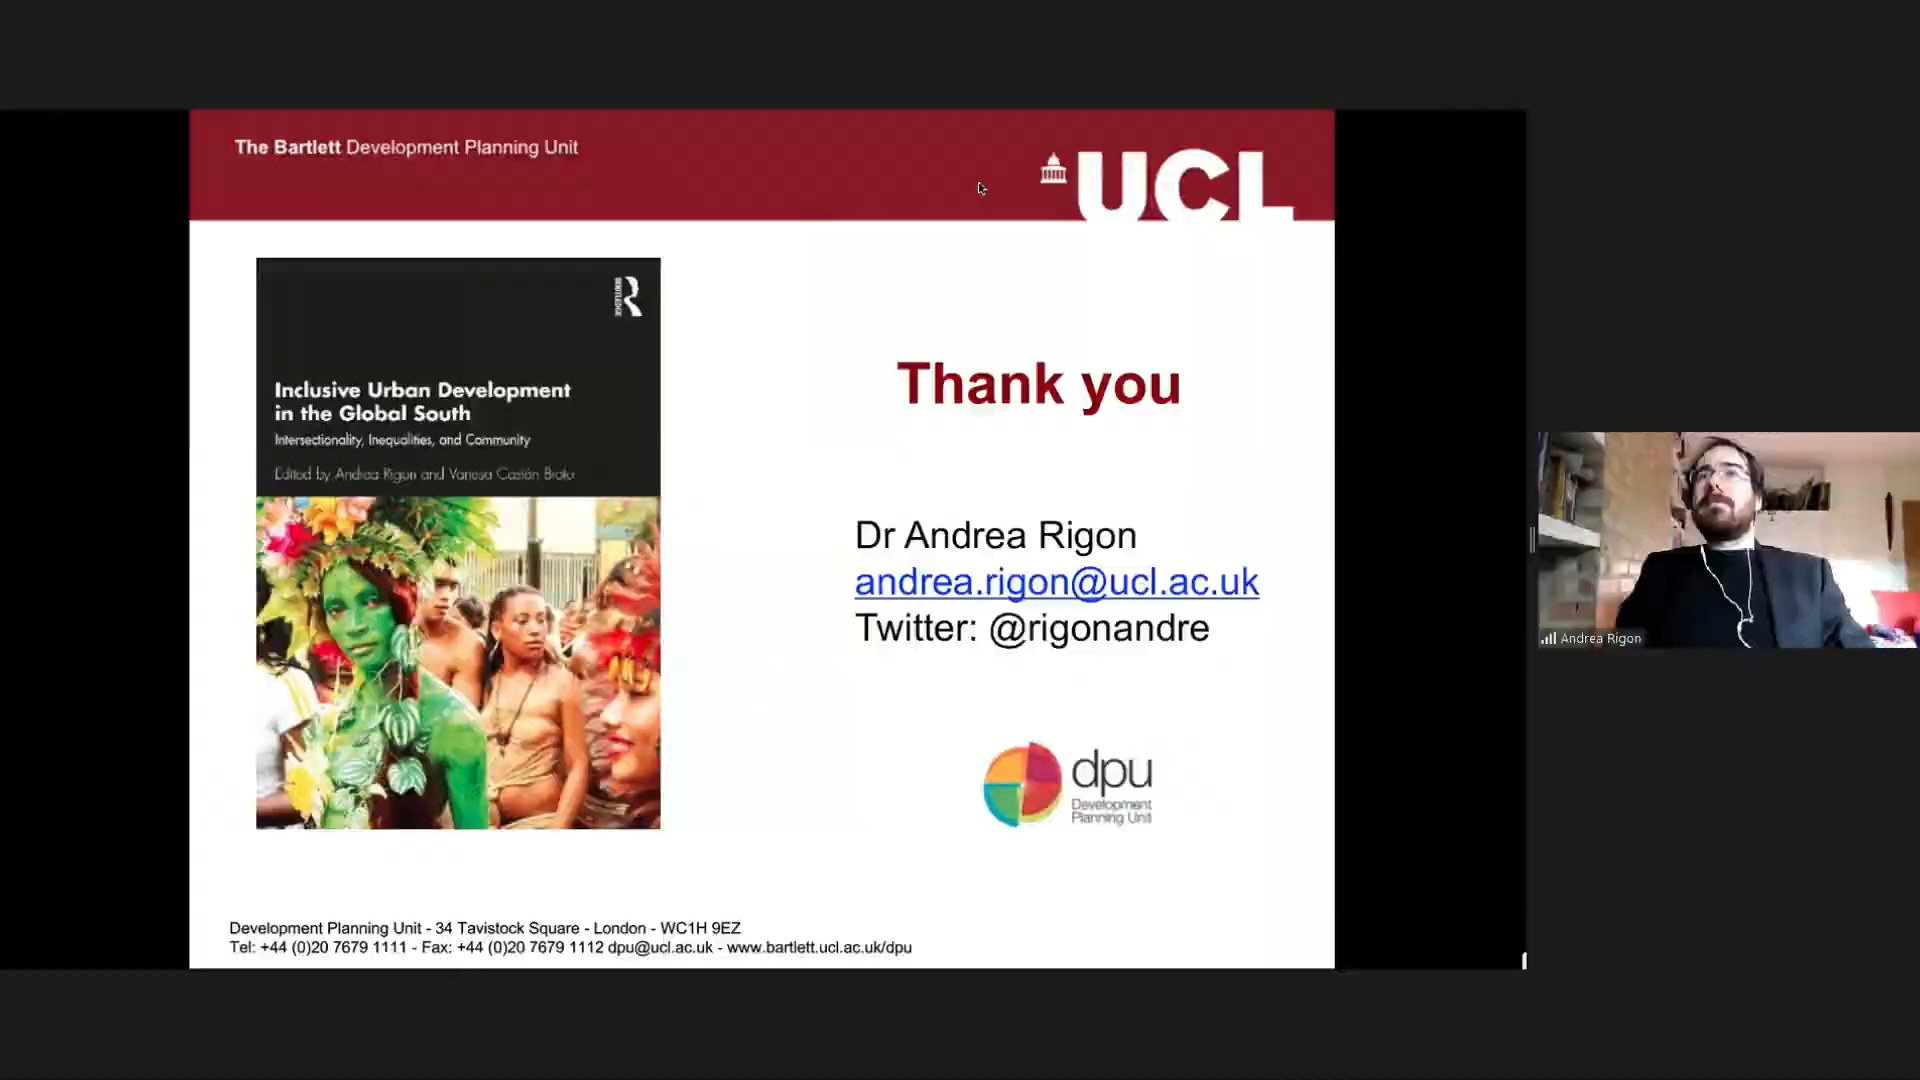 The Bartlett Development Planning Unit
UCL
ROUTLEDGE
Inclusive Urban Development
in the Global South
Intersectionality, Inequalities, and Community
Edited by Andrea Rigon and Vanesa Castán Broto
Thank you
Dr Andrea Rigon
andrea.rigon@ucl.ac.uk
Twitter: @rigonandre
dpu
Development
Planning Unit
Development Planning Unit - 34 Tavistock Square - London - WC1H 9EZ
Tel: +44 (0)20 7679 1111 - Fax: +44 (0)20 7679 1112 dpu@ucl.ac.uk - www.bartlett.ucl.ac.uk/dpu
Andrea Rigon